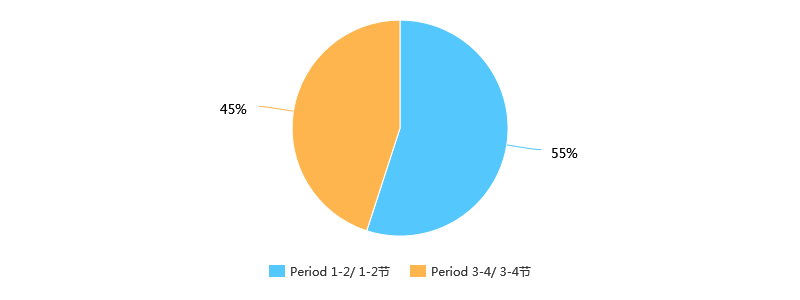 45%
55%
Period 1-2/ 1-2节
Period 3-4/ 3-4节